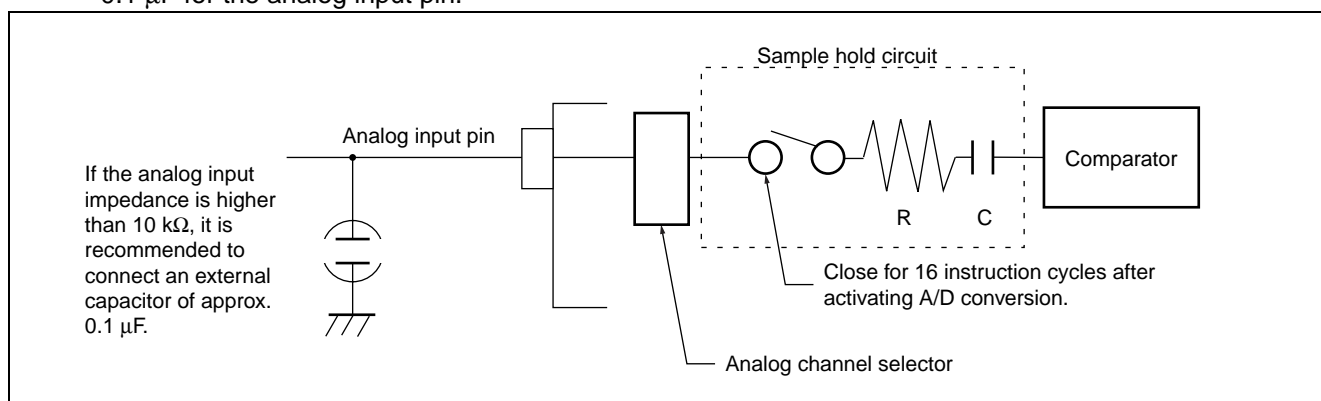 0.1 μF for the analog input pin.
Sample hold circuit
Analog input pin
Comparator
If the analog input
impedance is higher
than 10 kΩ, it is
recommended to
connect an external
capacitor of approx.
0.1 μF.
R
C
Close for 16 instruction cycles after
activating A/D conversion.
Analog channel selector